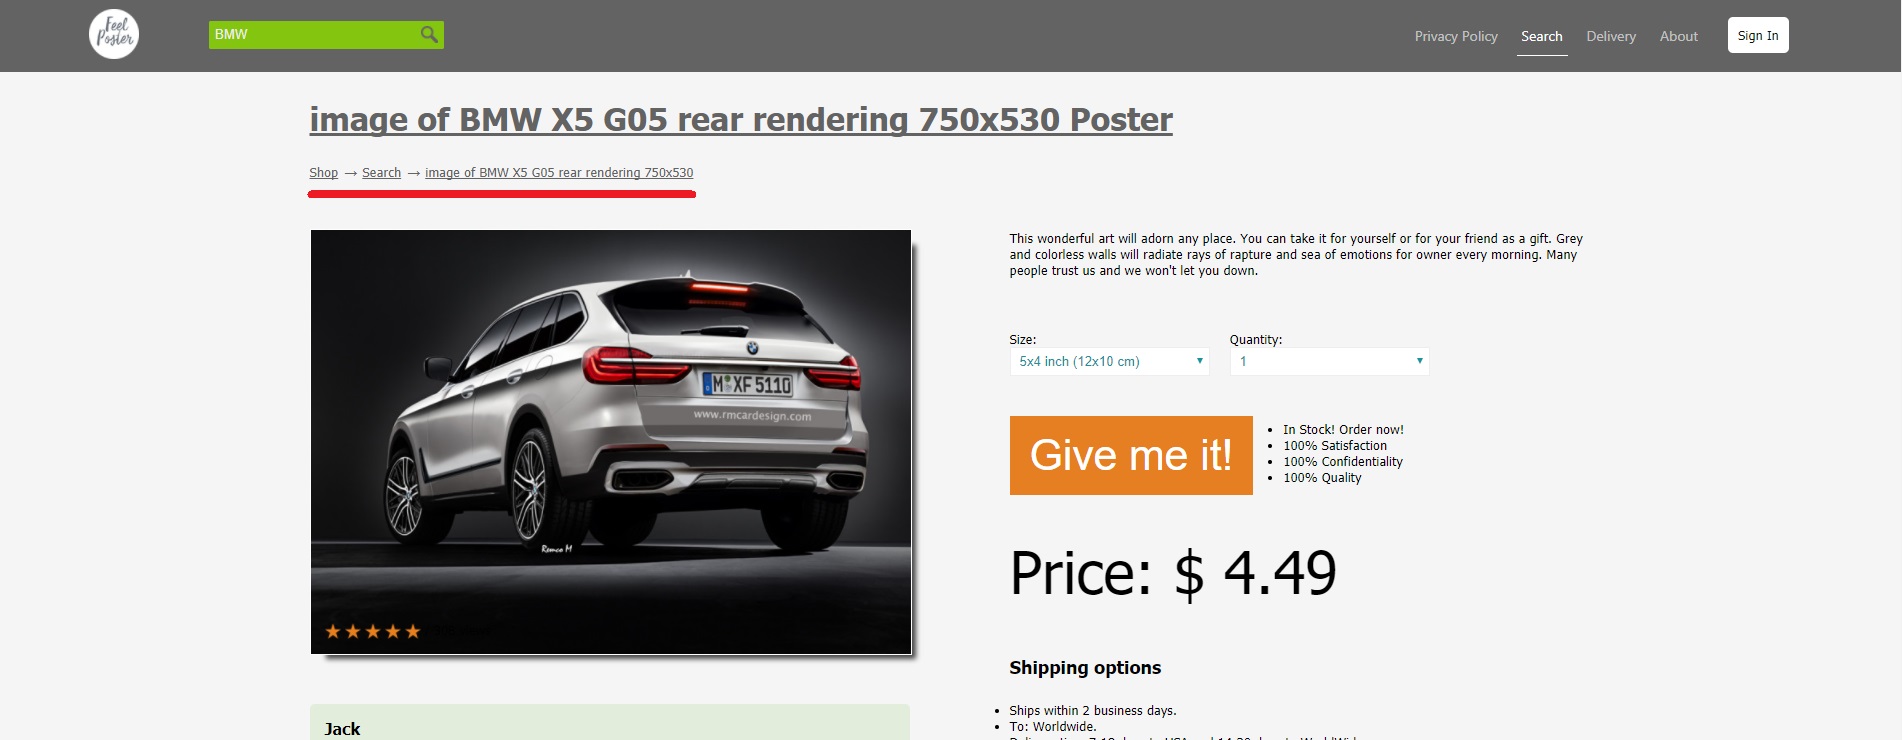 Feel
Poster
BMW
Privacy Policy
Search
Delivery
About
Sign In
image of BMW X5 G05 rear rendering 750x530 Poster
Shop → Search → image of BMW X5 G05 rear rendering 750x530
This wonderful art will adorn any place. You can take it for yourself or for your friend as a gift. Grey
and colorless walls will radiate rays of rapture and sea of emotions for owner every morning. Many
people trust us and we won't let you down.
Size:
5x4 inch (12x10 cm)
Quantity:
1
M XF 5110
www.rmcardesign.com
Remco M
Give me it!
In Stock! Order now!
100% Satisfaction
100% Confidentiality
100% Quality
Price: $ 4.49
Shipping options
Ships within 2 business days.
To: Worldwide.
Jack